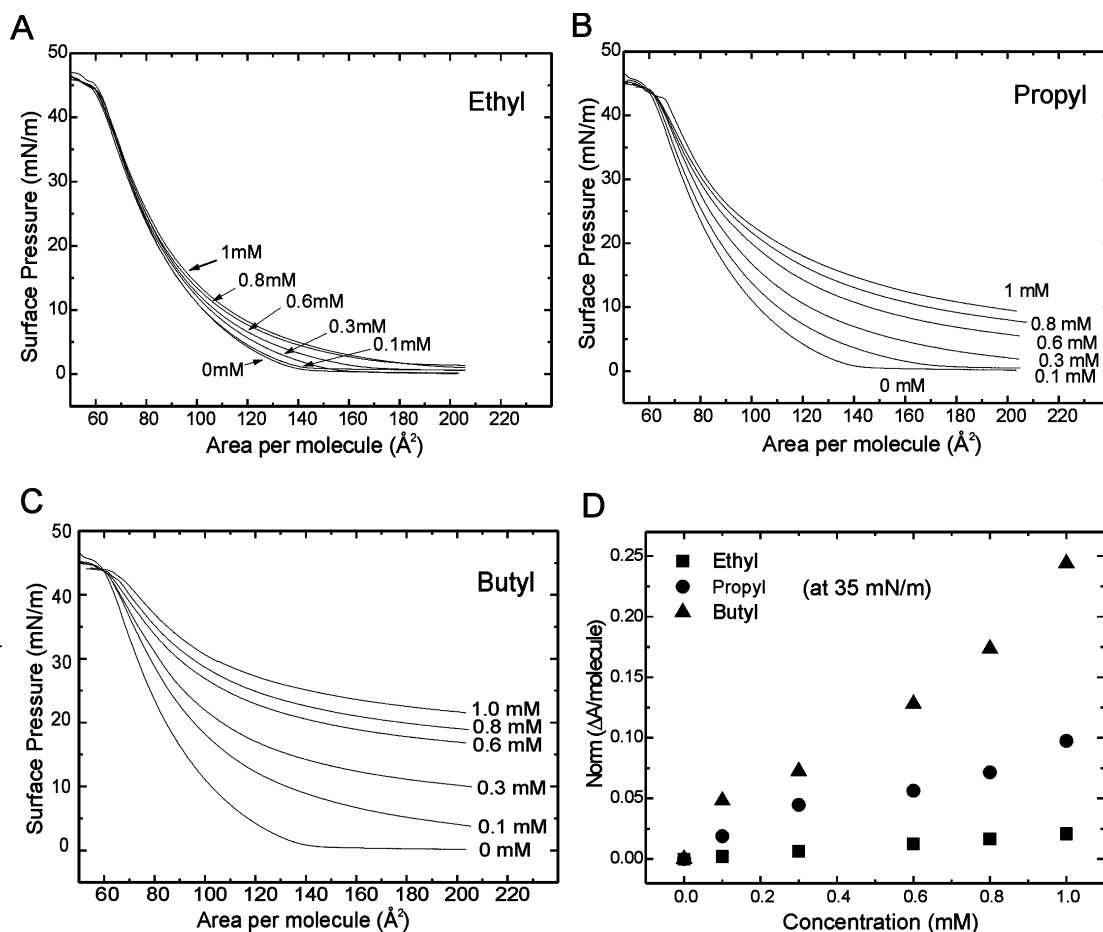 A
50
40
30
20
10
0
Surface Pressure (mN/m)
Ethyl
1mM
0.8mM
0.6mM
0.3mM
0.1mM
0mM
60 80 100 120 140 160 180 200 220
Area per molecule (Å²)
B
50
40
30
20
10
0
Surface Pressure (mN/m)
Propyl
1 mM
0.8 mM
0.6 mM
0.3 mM
0.1 mM
0 mM
60 80 100 120 140 160 180 200 220
Area per molecule (Å²)
C
50
40
30
20
10
0
Surface Pressure (mN/m)
Butyl
1.0 mM
0.8 mM
0.6 mM
0.3 mM
0.1 mM
0 mM
60 80 100 120 140 160 180 200 220
Area per molecule (Å²)
D
0.25
0.20
0.15
0.10
0.05
0.00
Norm (ΔA/molecule)
Ethyl
Propyl (at 35 mN/m)
Butyl
0.0 0.2 0.4 0.6 0.8 1.0
Concentration (mM)